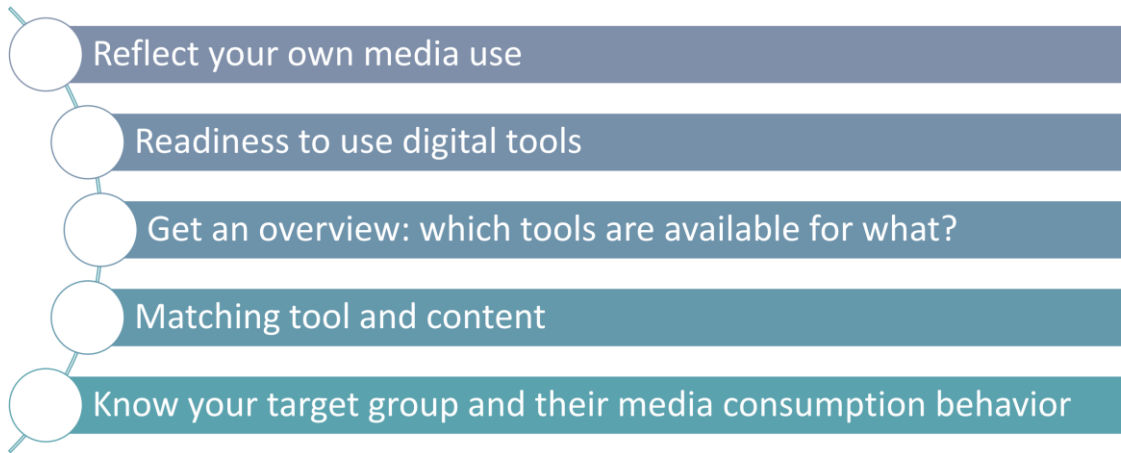 Reflect your own media use
Readiness to use digital tools
Get an overview: which tools are available for what?
Matching tool and content
Know your target group and their media consumption behavior